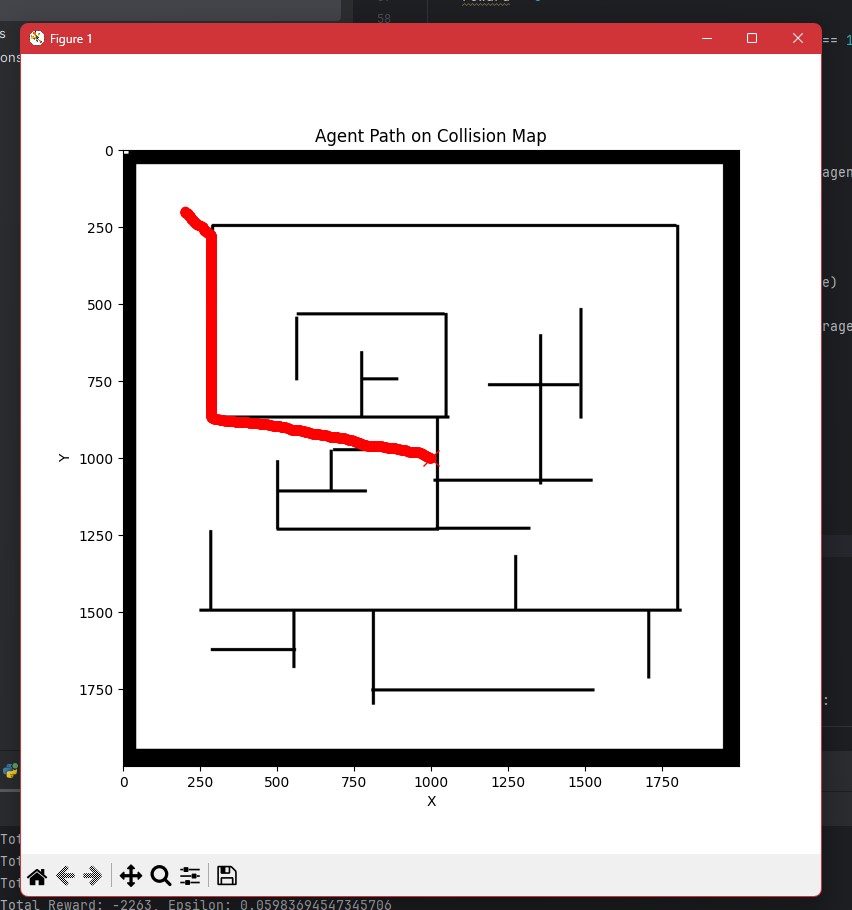 58
s
ons
== 1
Figure 1
Agent Path on Collision Map
agen
e)
rage
:
0
250
500
750
1000
1250
1500
1750
Y
0 250 500 750 1000 1250 1500 1750
X
Tot
Tot
Tot
Total Reward: -2263, Epsilon: 0.05983694547345706